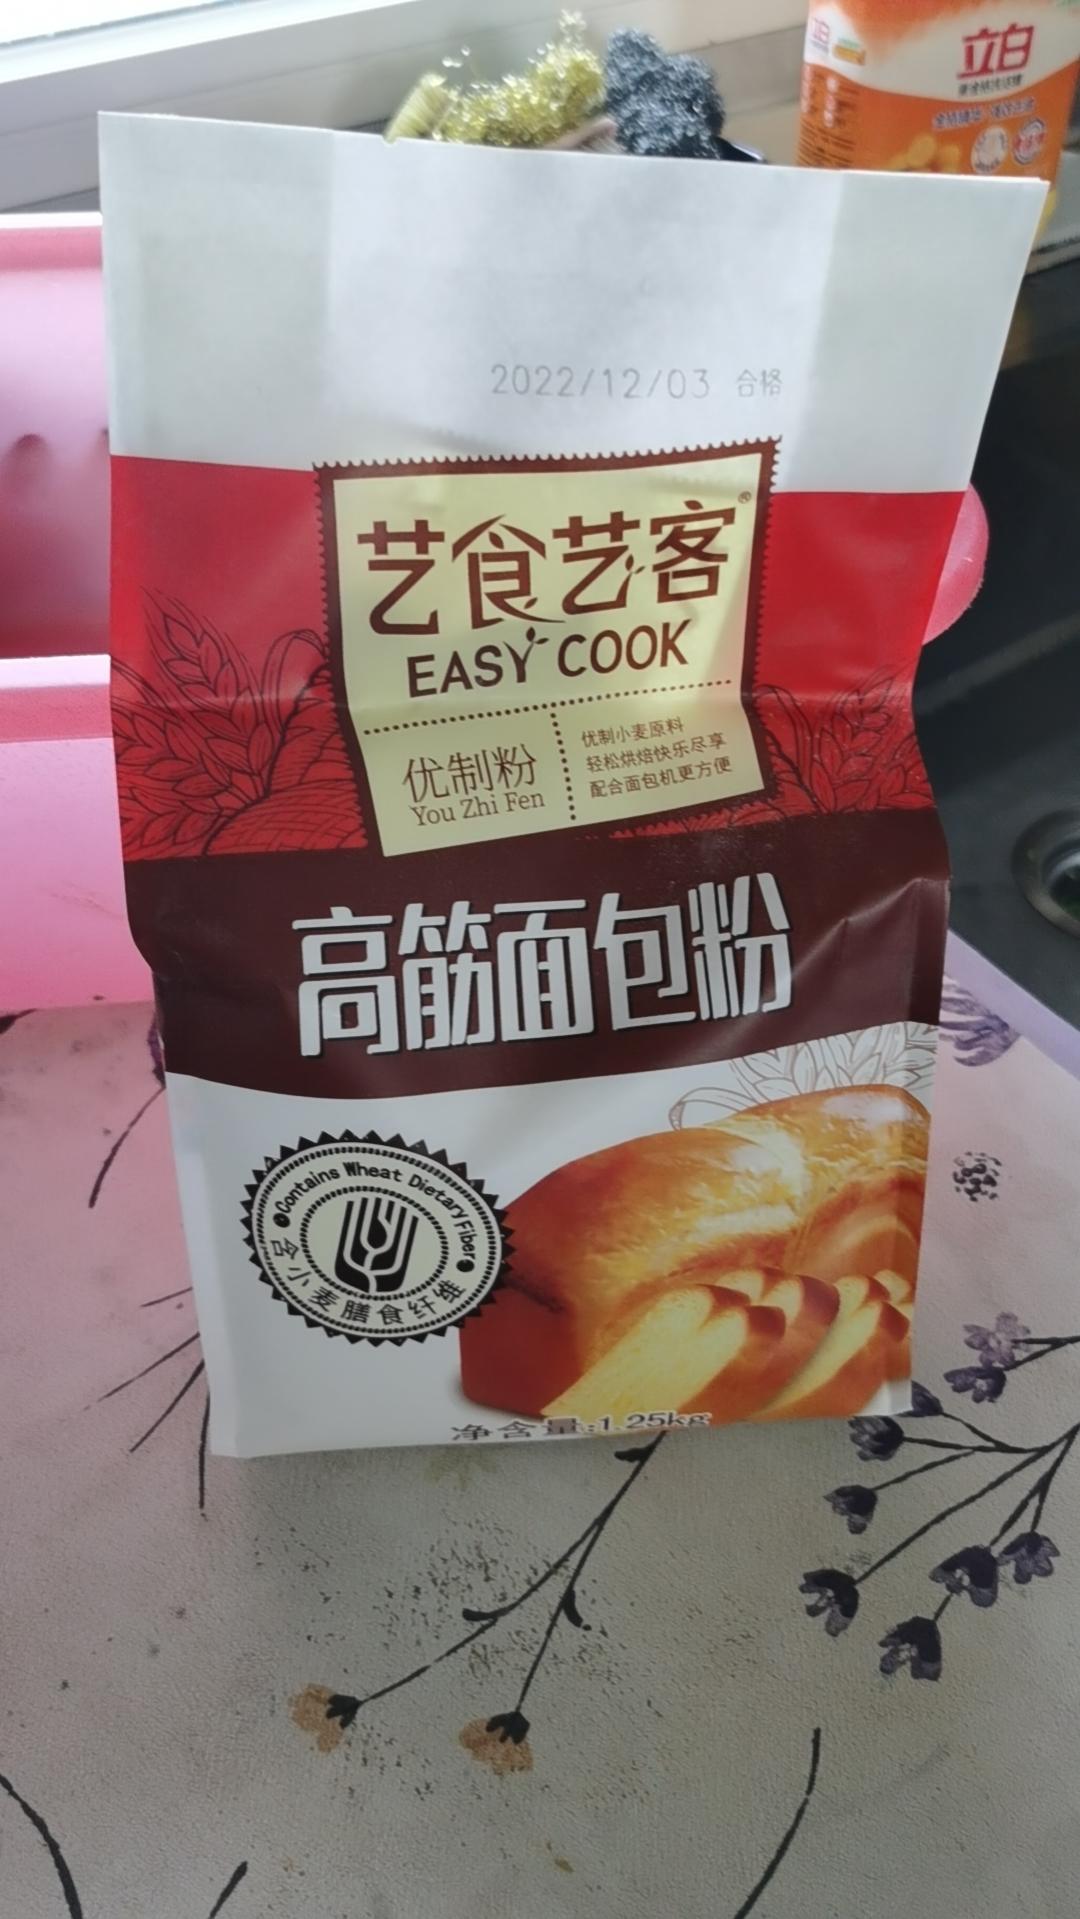 立白
2022/12/03 合格
艺食艺客®
EASY COOK
优制粉
You Zhi Fen
优制小麦原料
轻松烘焙快乐尽享
配合面包机更方便
高筋面包粉
Contains Wheat Dietary Fiber
含小麦膳食纤维
净含量:1.25kg